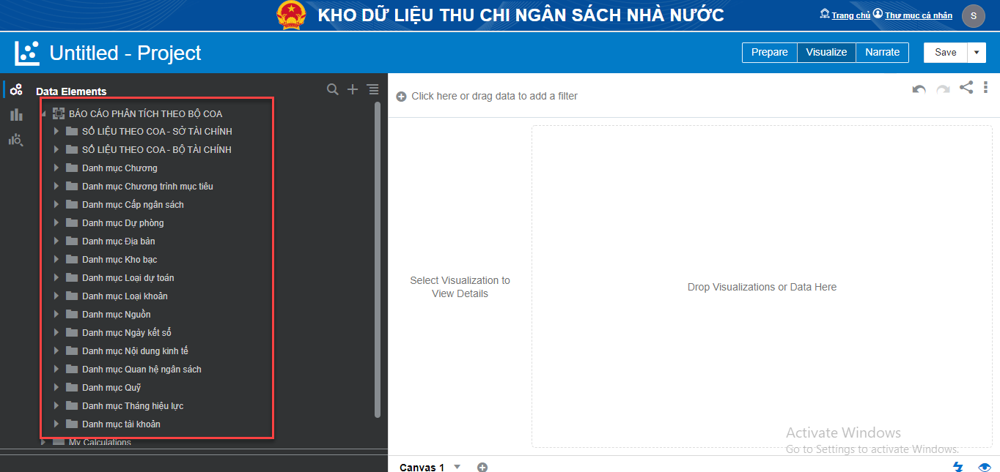 KHO DỮ LIỆU THU CHI NGÂN SÁCH NHÀ NƯỚC
Trang chủ Thư mục cá nhân S
Untitled - Project
Prepare Visualize Narrate Save
Data Elements
Click here or drag data to add a filter
BÁO CÁO PHÂN TÍCH THEO BỘ COA
SỐ LIỆU THEO COA - SỞ TÀI CHÍNH
SỐ LIỆU THEO COA - BỘ TÀI CHÍNH
Danh mục Chương
Danh mục Chương trình mục tiêu
Danh mục Cấp ngân sách
Danh mục Dự phòng
Danh mục Địa bàn
Danh mục Kho bạc
Danh mục Loại dự toán
Danh mục Loại khoản
Danh mục Nguồn
Danh mục Ngày kết sổ
Danh mục Nội dung kinh tế
Danh mục Quan hệ ngân sách
Danh mục Quỹ
Danh mục Tháng hiệu lực
Danh mục tài khoản
My Calculations
Select Visualization to
View Details
Drop Visualizations or Data Here
Activate Windows
Go to Settings to activate Windows.
Canvas 1